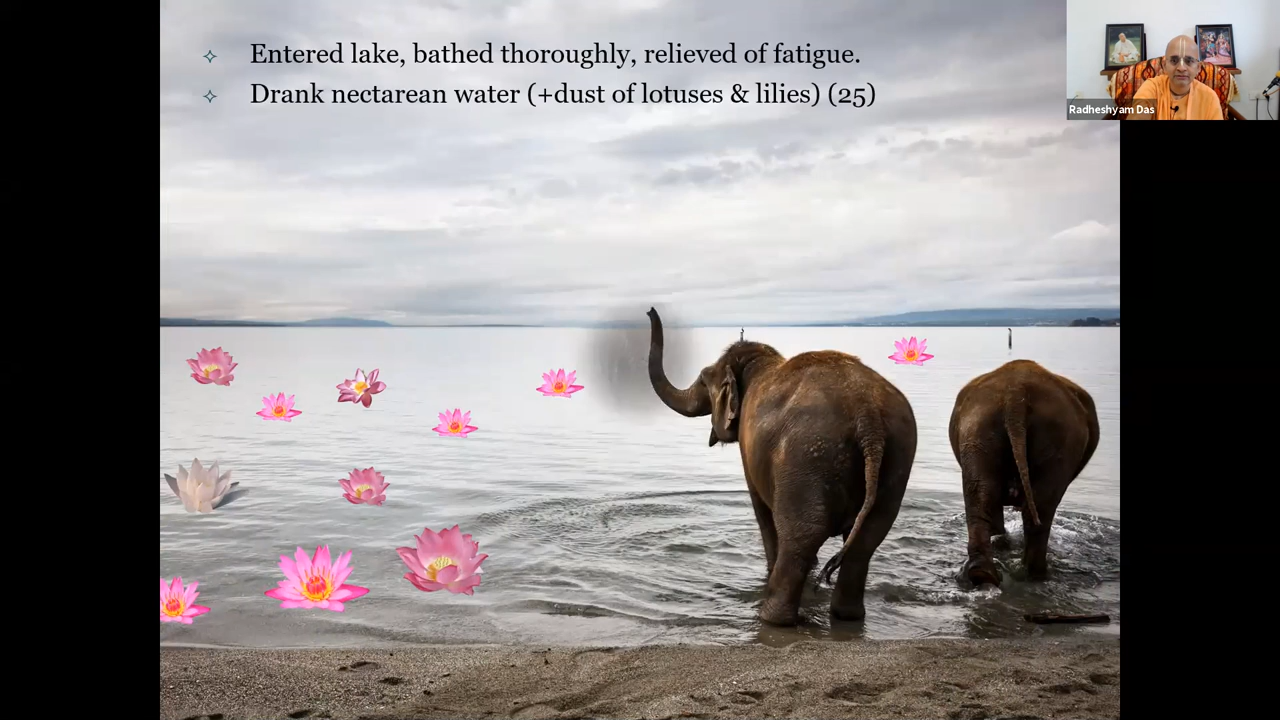 Entered lake, bathed thoroughly, relieved of fatigue.
Drank nectarean water (+dust of lotuses & lilies) (25)
Radheshyam Das